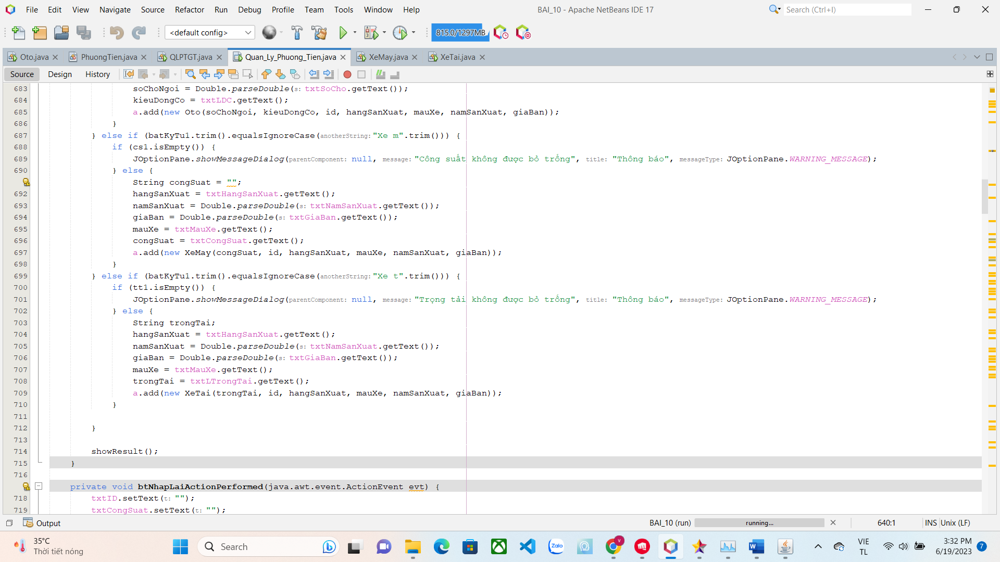 File Edit View Navigate Source Refactor Run Debug Profile Team Tools Window Help BAI_10 - Apache NetBeans IDE 17 Search (Ctrl+I)
<default config> 815.0/1297MB
Oto.java PhuongTien.java QLPTGT.java Quan_Ly_Phuong_Tien.java XeMay.java XeTai.java
Source Design History
683 soChoNgoi = Double.parseDouble(s: txtSoCho.getText());
684 kieuDongCo = txtLDC.getText();
685 a.add(new Oto(soChoNgoi, kieuDongCo, id, hangSanXuat, mauXe, namSanXuat, giaBan));
686 }
687 } else if (batKyTu1.trim().equalsIgnoreCase(anotherString: "Xe m".trim())) {
688 if (cs1.isEmpty()) {
689 JOptionPane.showMessageDialog(parentComponent: null, message: "Công suất không được bỏ trống", title: "Thông báo", messageType: JOptionPane.WARNING_MESSAGE);
690 } else {
String congSuat = "";
692 hangSanXuat = txtHangSanXuat.getText();
693 namSanXuat = Double.parseDouble(s: txtNamSanXuat.getText());
694 giaBan = Double.parseDouble(s: txtGiaBan.getText());
695 mauXe = txtMauXe.getText();
696 congSuat = txtCongSuat.getText();
697 a.add(new XeMay(congSuat, id, hangSanXuat, mauXe, namSanXuat, giaBan));
698 }
699 } else if (batKyTu1.trim().equalsIgnoreCase(anotherString: "Xe t".trim())) {
700 if (tt1.isEmpty()) {
701 JOptionPane.showMessageDialog(parentComponent: null, message: "Trọng tải không được bỏ trống", title: "Thông báo", messageType: JOptionPane.WARNING_MESSAGE);
702 } else {
703 String trongTai;
704 hangSanXuat = txtHangSanXuat.getText();
705 namSanXuat = Double.parseDouble(s: txtNamSanXuat.getText());
706 giaBan = Double.parseDouble(s: txtGiaBan.getText());
707 mauXe = txtMauXe.getText();
708 trongTai = txtLTrongTai.getText();
709 a.add(new XeTai(trongTai, id, hangSanXuat, mauXe, namSanXuat, giaBan));
710 }
711
712 }
713
714 showResult();
715 }
716
private void btNhapLaiActionPerformed(java.awt.event.ActionEvent evt) {
718 txtID.setText(t: "");
719 txtCongSuat.setText(t: "");
Output BAI_10 (run) running... 640:1 INS Unix (LF)
35°C
Thời tiết nóng
Search
Zalo
V
VIE
TL
3:32 PM
6/19/2023
7